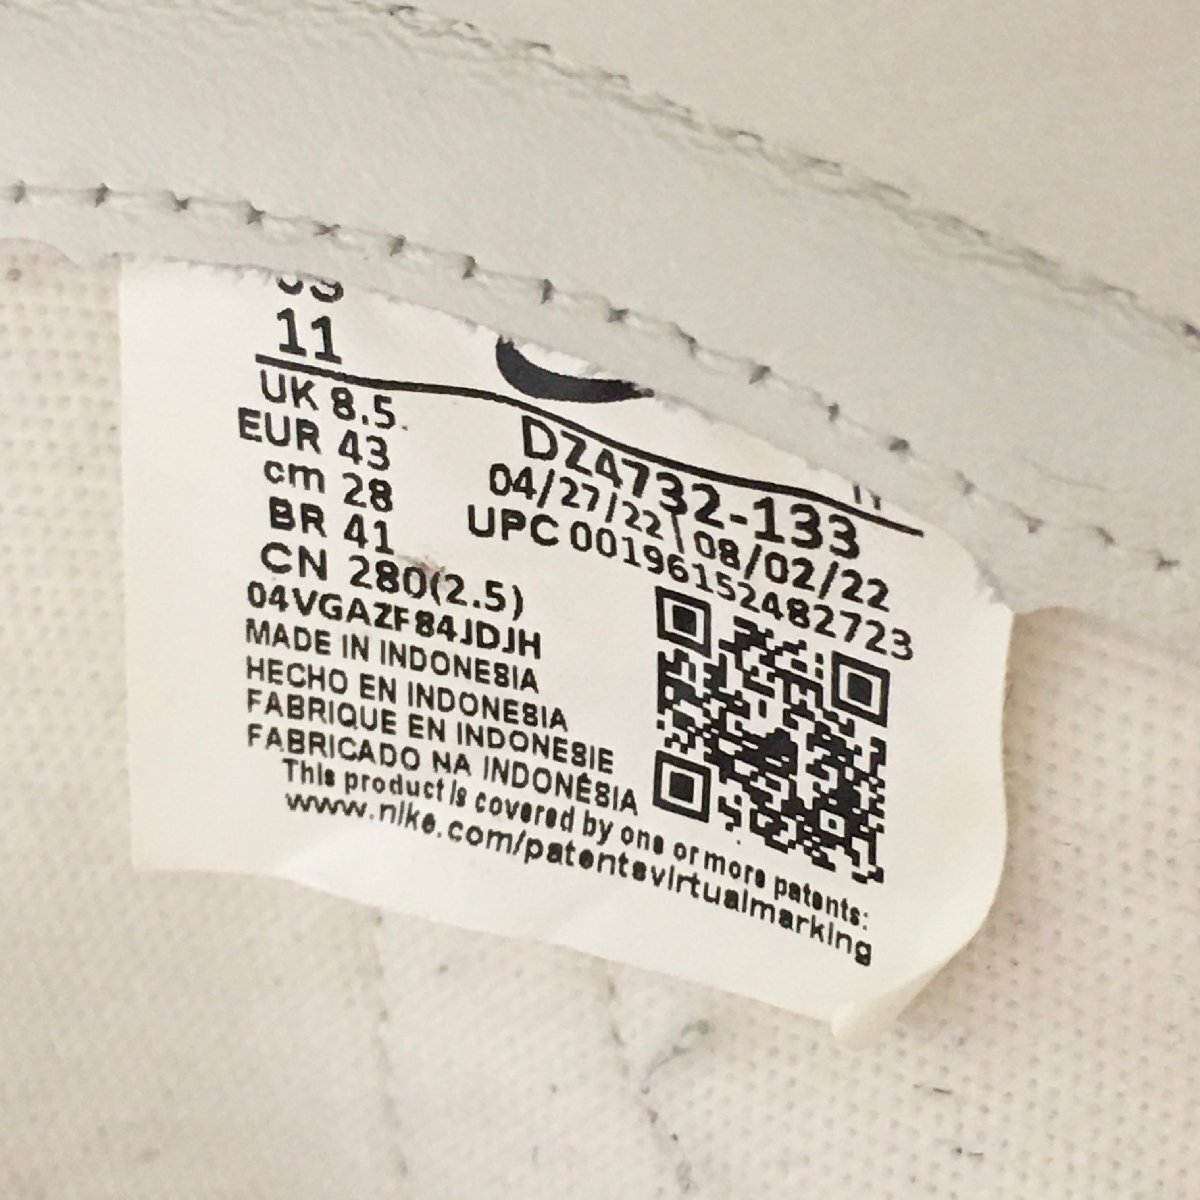 US
11
UK 8.5
EUR 43
cm 28
BR 41
CN 280(2.5)
DZ4732-133
04/27/22\08/02/22
UPC 00196152482723
04VGAZF84JDJH
MADE IN INDONESIA
HECHO EN INDONESIA
FABRIQUE EN INDONESIE
FABRICADO NA INDONÉSIA
This product is covered by one or more patents:
www.nike.com/patentsvirtualmarking